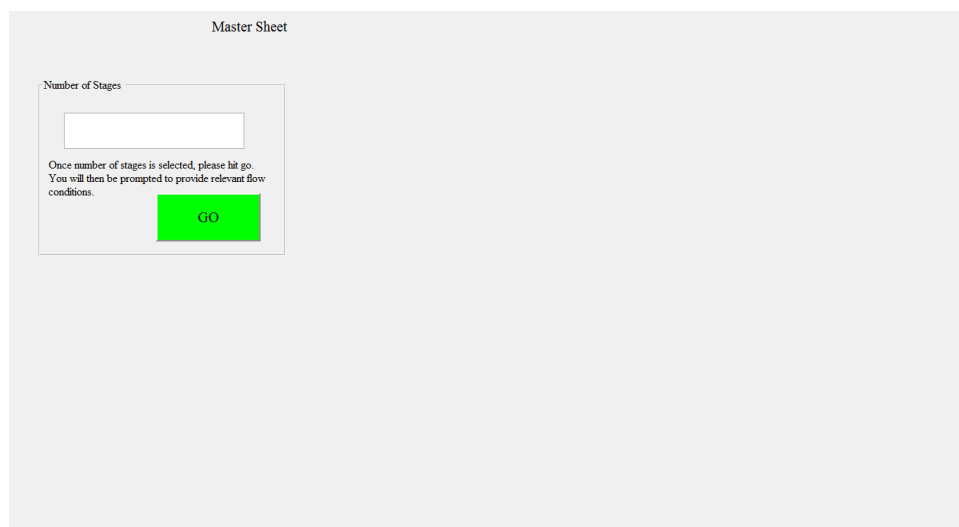 Master Sheet
Number of Stages
Once number of stages is selected, please hit go.
You will then be prompted to provide relevant flow
conditions.
GO